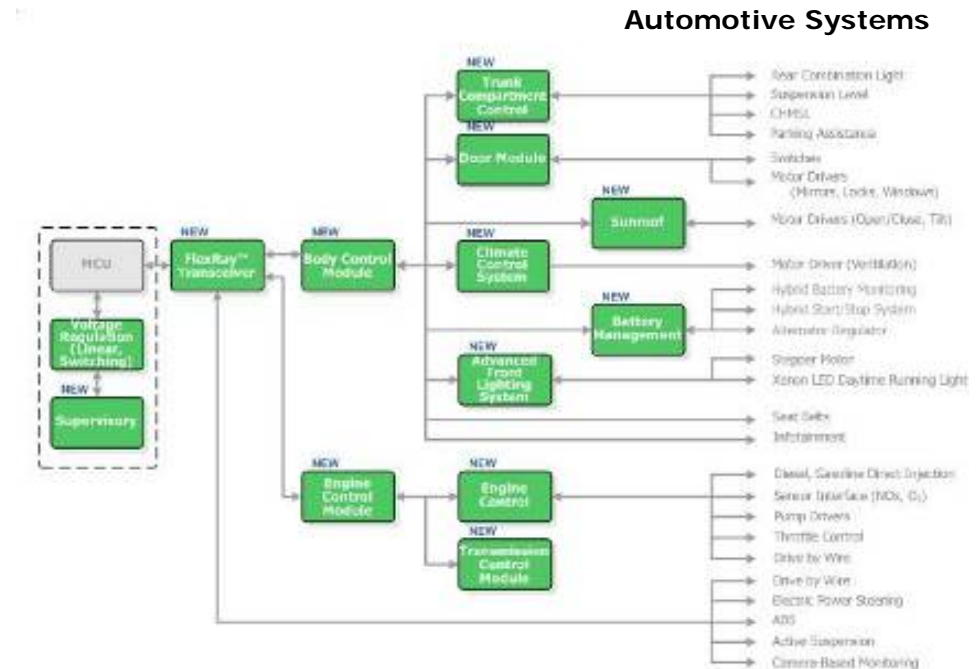 Automotive Systems
NEW
Trunk
Compartment
Control
Rear Combination Light
Suspension Level
CHMSL
Parking Assistance
NEW
Door Module
Switches
Motor Drivers
(Mirrors, Locks, Windows)
NEW
Sunroof
Motor Drivers (Open/Close, Tilt)
MCU
NEW
FlexRay™
Transceiver
NEW
Body Control
Module
NEW
Climate
Control
System
Motor Driver (Ventilation)
Voltage
Regulation
(Linear,
Switching)
NEW
Battery
Management
Hybrid Battery Monitoring
Hybrid Start/Stop System
Alternator Regulator
NEW
Supervisory
NEW
Advanced
Front
Lighting
System
Stepper Motor
Xenon LED Daytime Running Light
Seat Belts
Infotainment
NEW
Engine
Control
Module
NEW
Engine
Control
Diesel, Gasoline Direct Injection
Sensor Interface (NOx, O₂)
Pump Drivers
Throttle Control
Drive by Wire
NEW
Transmission
Control
Module
Drive by Wire
Electric Power Steering
ABS
Active Suspension
Camera Based Monitoring